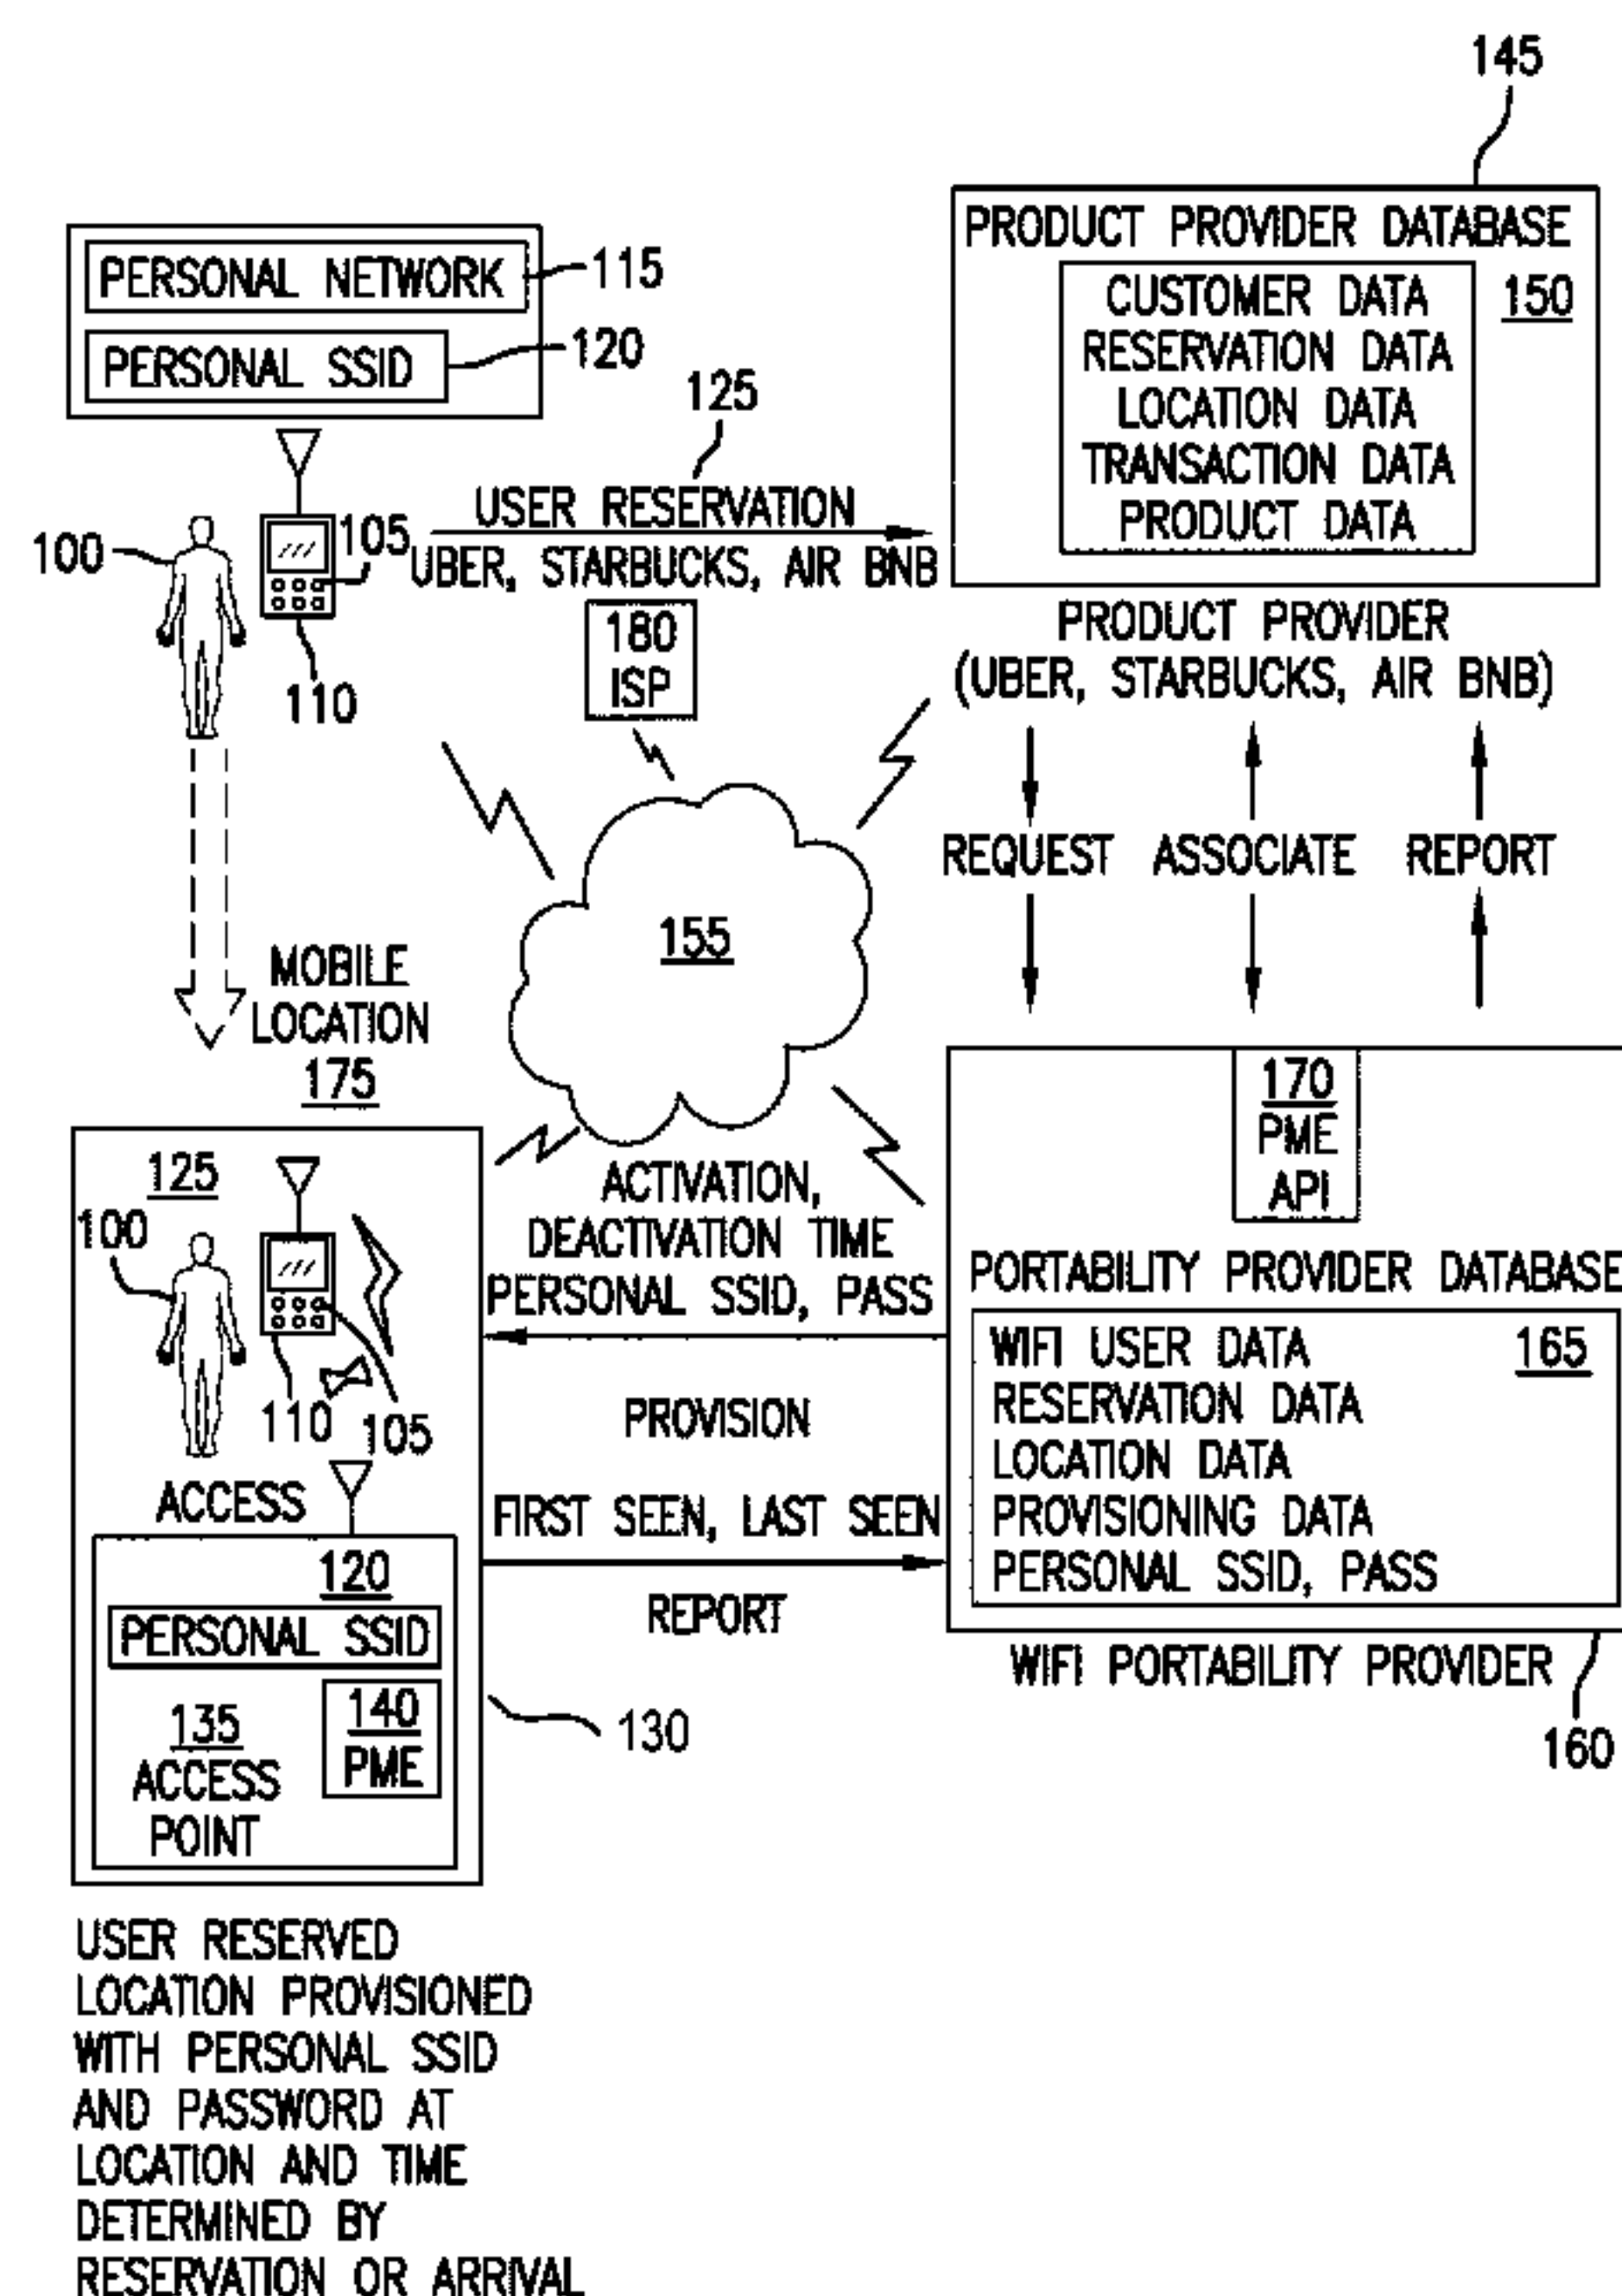 145
PRODUCT PROVIDER DATABASE
CUSTOMER DATA
150
RESERVATION DATA
LOCATION DATA
TRANSACTION DATA
PRODUCT DATA
PERSONAL NETWORK
115
PERSONAL SSID
120
125
USER RESERVATION
UBER, STARBUCKS, AIR BNB
100
105
110
180
ISP
PRODUCT PROVIDER
(UBER, STARBUCKS, AIR BNB)
REQUEST
ASSOCIATE
REPORT
155
MOBILE
LOCATION
175
170
PME
API
125
100
110
105
ACCESS
ACTIVATION,
DEACTIVATION TIME
PERSONAL SSID, PASS
PROVISION
FIRST SEEN, LAST SEEN
REPORT
PORTABILITY PROVIDER DATABASE
WIFI USER DATA
165
RESERVATION DATA
LOCATION DATA
PROVISIONING DATA
PERSONAL SSID, PASS
WIFI PORTABILITY PROVIDER
160
120
PERSONAL SSID
135
ACCESS
POINT
140
PME
130
USER RESERVED
LOCATION PROVISIONED
WITH PERSONAL SSID
AND PASSWORD AT
LOCATION AND TIME
DETERMINED BY
RESERVATION OR ARRIVAL